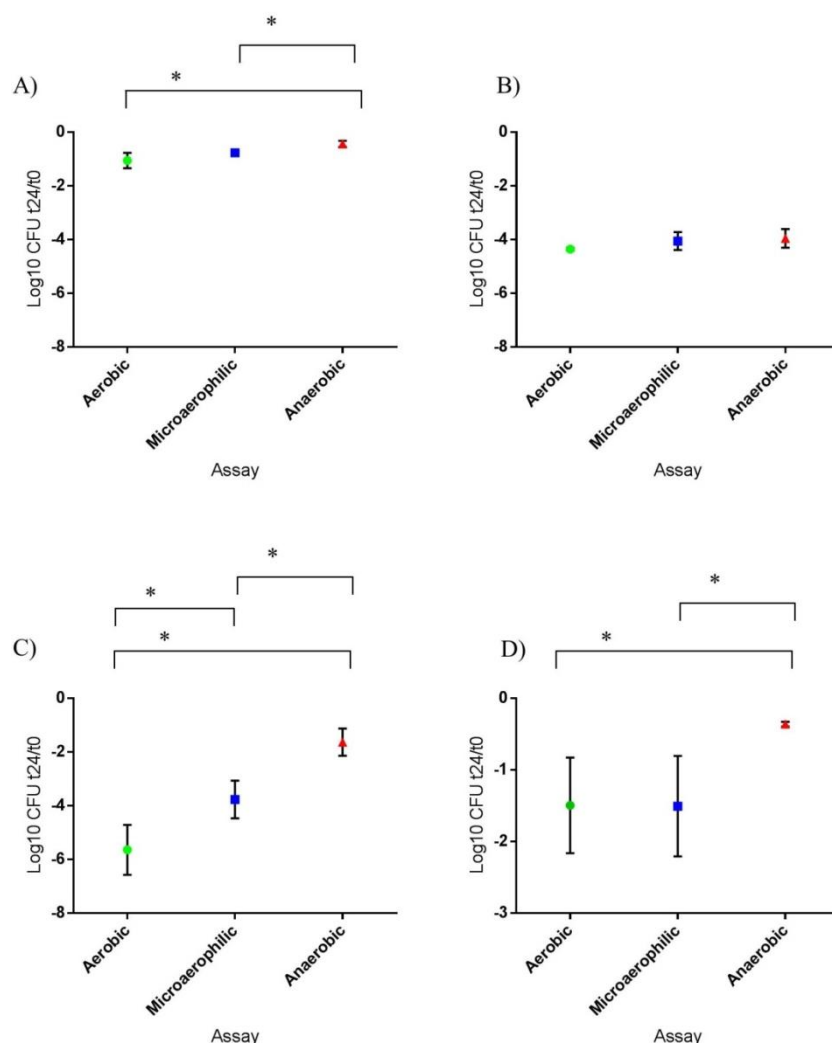 *
*
A)
0
-2
-4
-6
-8
Log10 CFU t24/t0
Aerobic
Microaerophilic
Anaerobic
Assay
B)
0
-2
-4
-6
-8
Log10 CFU t24/t0
Aerobic
Microaerophilic
Anaerobic
Assay
*
*
*
C)
0
-2
-4
-6
-8
Log10 CFU t24/t0
Aerobic
Microaerophilic
Anaerobic
Assay
*
*
D)
0
-1
-2
-3
Log10 CFU t24/t0
Aerobic
Microaerophilic
Anaerobic
Assay